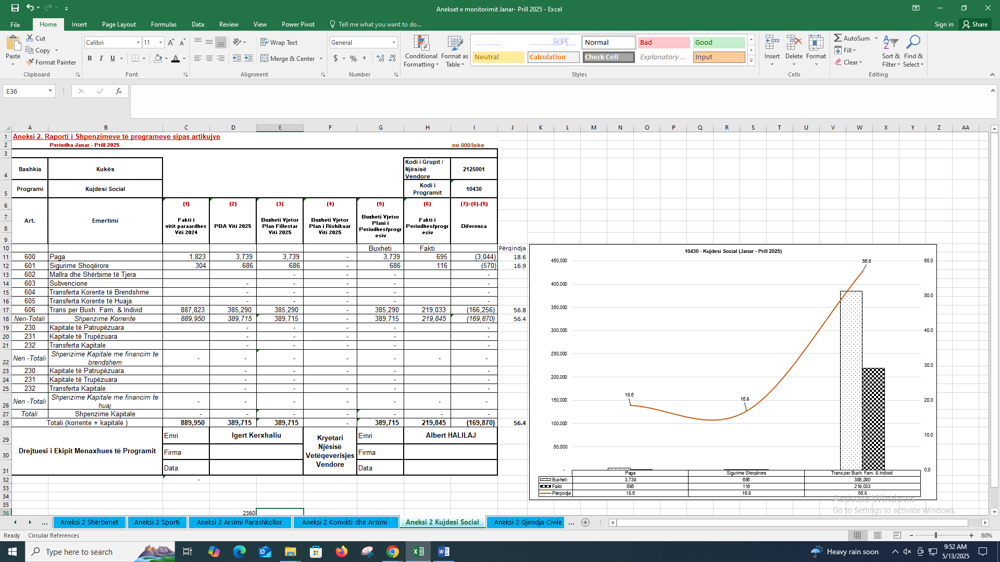 Anekset e monitorimit Janar- Prill 2025 - Excel
File Home Insert Page Layout Formulas Data Review View Power Pivot Tell me what you want to do... Sign in Share
Paste Cut Copy Format Painter Clipboard
Calibri 11 B I U Font
Wrap Text Merge & Center Alignment
General $ % Number
Conditional Formatting Format as Table
...BOPE... Normal Bad Good
Neutral Calculation Check Cell Explanatory ... Input
Styles
Insert Delete Format Cells
AutoSum Fill Clear Sort & Filter Find & Select Editing
E36 fx
A B C D E F G H I J K L M N O P Q R S T U V W X Y Z AA
1 Aneksi 2. Raporti i Shpenzimeve të programeve sipas artikujve
2 Periudha Janar - Prill 2025 ne 000/leke
3
4 Bashkia Kukës Kodi i Grupit / Njësisë Vendore 2125001
5 Programi Kujdesi Social Kodi i Programit 10430
6 (1) (2) (3) (4) (5) (6) (7)=(6)-(5)
7
8 Art. Emertimi Fakti i vitit paraardhes Viti 2024 PBA Viti 2025 Buxheti Vjetor Plan Fillestar Viti 2025 Buxheti Vjetor Plan i Rishikuar Viti 2025 Buxheti Vjetor Plani i Periudhes/progresiv Fakti i Periudhes/progresiv Diferenca
9
10 Buxheti Fakti Përqindja
11 600 Paga 1,823 3,739 3,739 - 3,739 695 (3,044) 18.6
12 601 Sigurime Shoqërore 304 686 686 - 686 116 (570) 16.9
13 602 Mallra dhe Shërbime të Tjera - - - -
14 603 Subvencione - - - - -
15 604 Transferta Korente të Brendshme - - - - -
16 605 Transferta Korente të Huaja - - - - -
17 606 Trans per Buxh. Fam. & Individ 887,823 385,290 385,290 - 385,290 219,033 (166,256) 56.8
18 Nen-Totali Shpenzime Korrente 889,950 389,715 389,715 - 389,715 219,845 (169,870) 56.4
19 230 Kapitale të Patrupëzuara - - - - -
20 231 Kapitale të Trupëzuara - - - - -
21 232 Transferta Kapitale - - - - -
22 Nen -Totali Shpenzime Kapitale me financim te brendshem - - - - - - -
23 230 Kapitale të Patrupëzuara - - - - -
24 231 Kapitale të Trupëzuara - - - - -
25 232 Transferta Kapitale - - - - -
26 Nen -Totali Shpenzime Kapitale me financim te huaj - - - - - - -
27 Totali Shpenzime Kapitale - - - - - - -
28 Totali (korrente + kapitale ) 889,950 389,715 389,715 - 389,715 219,845 (169,870) 56.4
29 Drejtuesi i Ekipit Menaxhues të Programit Emri Igert Kerxhaliu Kryetari Njësisë Vetëqeverisjes Vendore Emri Albert HALILAJ
30 Firma Firma
31 Data Data
32 -
33
34
35
36 2360
10430 - Kujdesi Social (Janar - Prill 2025)
450,000 400,000 350,000 300,000 250,000 200,000 150,000 100,000 50,000 -
60.0 50.0 40.0 30.0 20.0 10.0 0.0
18.6 16.9 56.8
Paga Sigurime Shoqërore Trans per Buxh. Fam. & Individ
Buxheti 3,739 686 385,290
Fakti 695 116 219,033
Përqindja 18.6 16.9 56.8
Activate Windows
Go to Settings to activate Windows.
... Aneksi 2 Shërbimet Aneksi 2 Sporti Aneksi 2 Arsimi Parashkollor Aneksi 2 Konvikti dhe Arsimi Aneksi 2 Kujdesi Social Aneksi 2 Gjendja Civile ...
Ready Circular References 80%
Type here to search Heavy rain soon 9:52 AM
5/13/2025